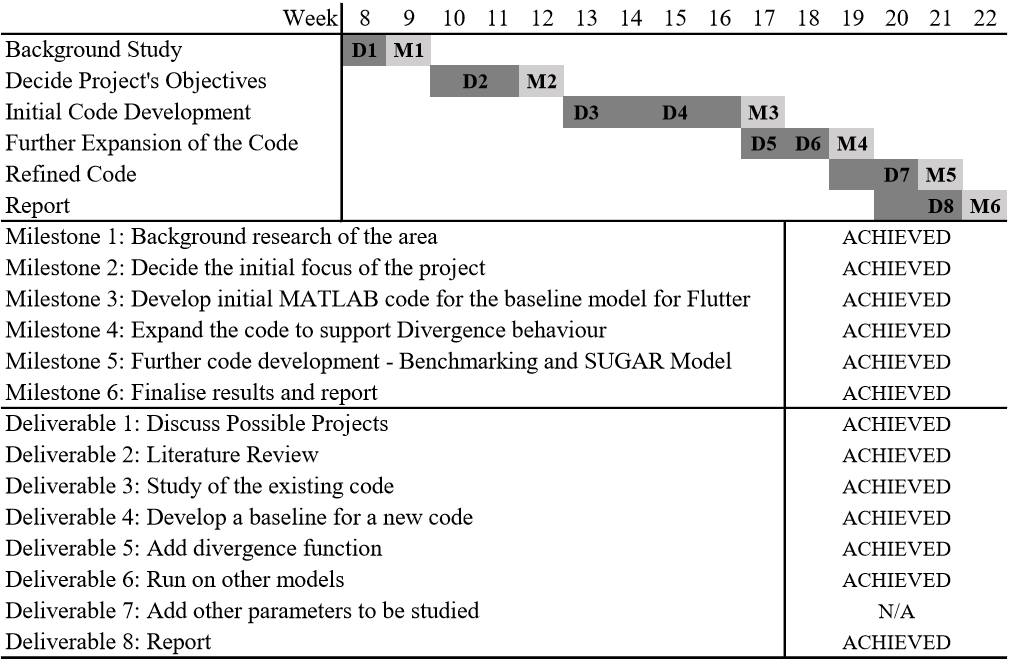 Week 8 9 10 11 12 13 14 15 16 17 18 19 20 21 22
Background Study D1 M1
Decide Project's Objectives D2 M2
Initial Code Development D3 D4 M3
Further Expansion of the Code D5 D6 M4
Refined Code D7 M5
Report D8 M6
Milestone 1: Background research of the area ACHIEVED
Milestone 2: Decide the initial focus of the project ACHIEVED
Milestone 3: Develop initial MATLAB code for the baseline model for Flutter ACHIEVED
Milestone 4: Expand the code to support Divergence behaviour ACHIEVED
Milestone 5: Further code development - Benchmarking and SUGAR Model ACHIEVED
Milestone 6: Finalise results and report ACHIEVED
Deliverable 1: Discuss Possible Projects ACHIEVED
Deliverable 2: Literature Review ACHIEVED
Deliverable 3: Study of the existing code ACHIEVED
Deliverable 4: Develop a baseline for a new code ACHIEVED
Deliverable 5: Add divergence function ACHIEVED
Deliverable 6: Run on other models ACHIEVED
Deliverable 7: Add other parameters to be studied N/A
Deliverable 8: Report ACHIEVED